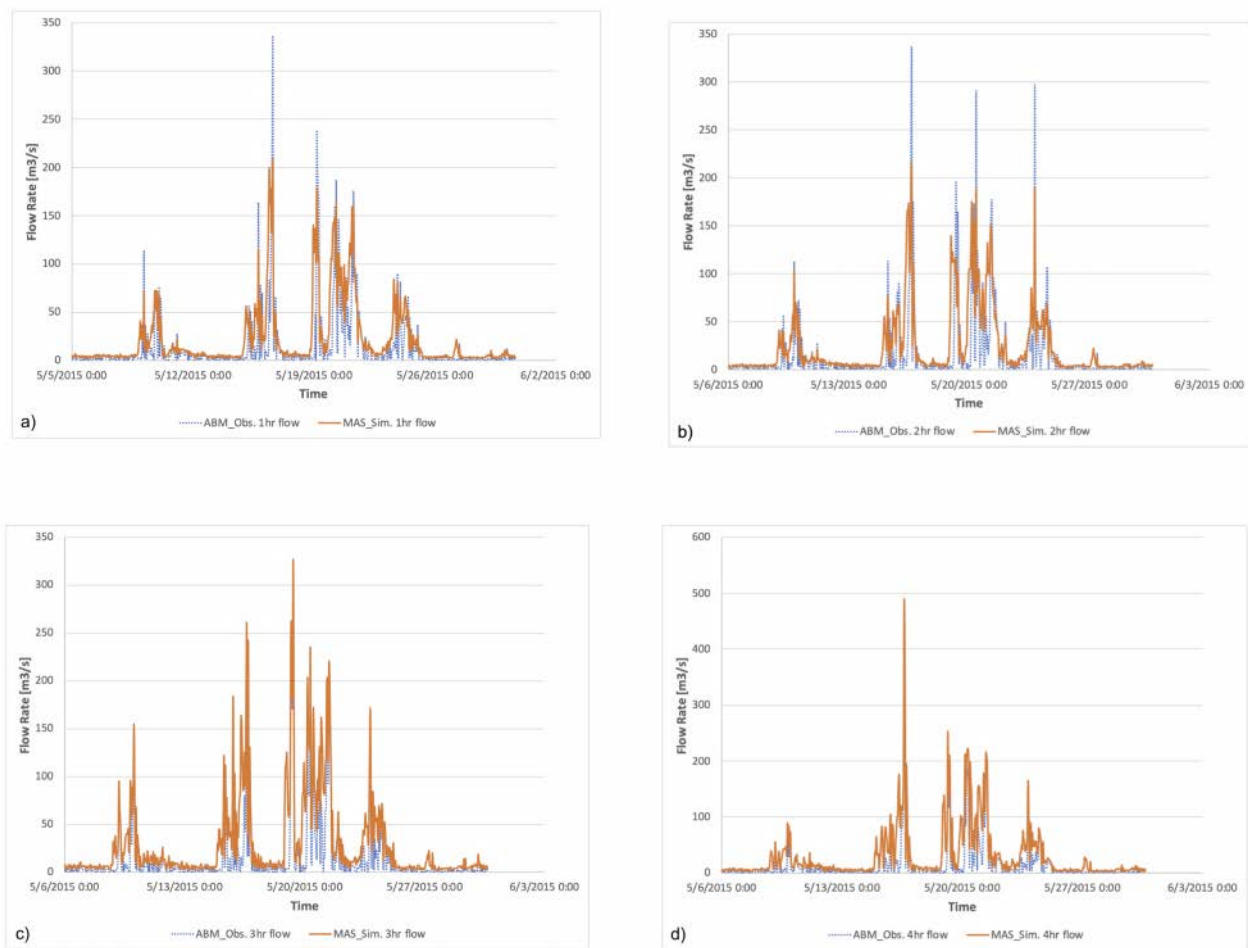 350
300
250
200
150
100
50
0
Flow Rate [m3/s]
5/5/2015 0:00 5/12/2015 0:00 5/19/2015 0:00 5/26/2015 0:00 6/2/2015 0:00
Time
ABM_Obs. 1hr flow MAS_Sim. 1hr flow
a)
350
300
250
200
150
100
50
0
Flow Rate [m3/s]
5/6/2015 0:00 5/13/2015 0:00 5/20/2015 0:00 5/27/2015 0:00 6/3/2015 0:00
Time
ABM_Obs. 2hr flow MAS_Sim. 2hr flow
b)
350
300
250
200
150
100
50
0
Flow Rate [m3/s]
5/6/2015 0:00 5/13/2015 0:00 5/20/2015 0:00 5/27/2015 0:00 6/3/2015 0:00
Time
ABM_Obs. 3hr flow MAS_Sim. 3hr flow
c)
600
500
400
300
200
100
0
Flow Rate [m3/s]
5/6/2015 0:00 5/13/2015 0:00 5/20/2015 0:00 5/27/2015 0:00 6/3/2015 0:00
Time
ABM_Obs. 4hr flow MAS_Sim. 4hr flow
d)